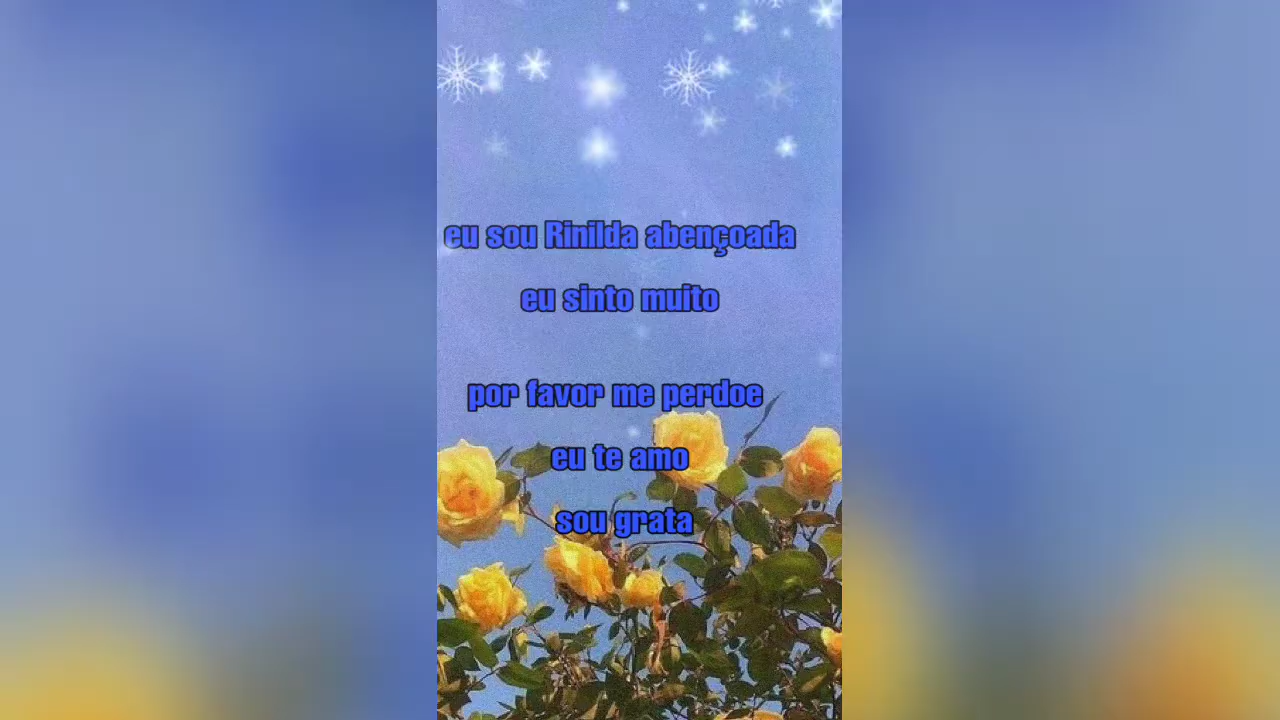 eu sou Rinilda abençoada
eu sinto muito
por favor me perdoe
eu te amo
sou grata